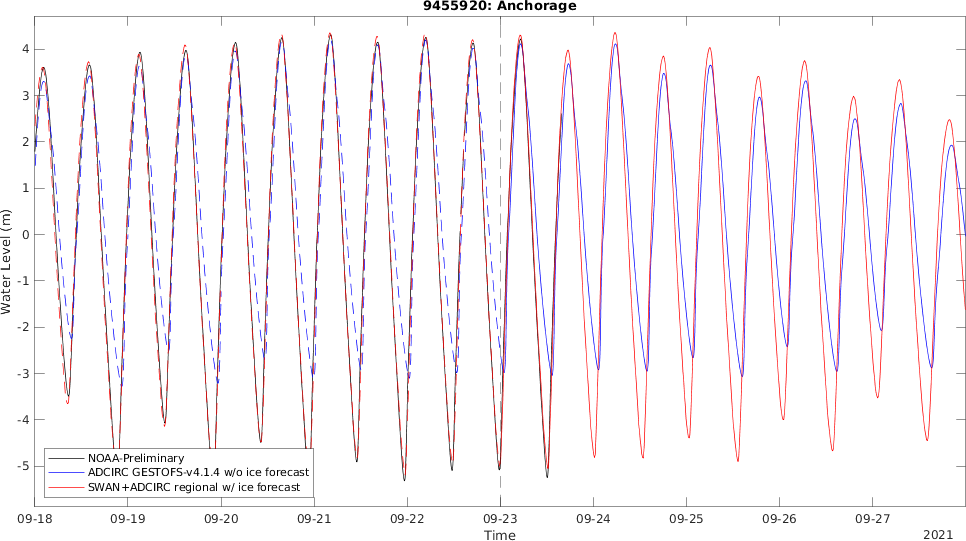 9455920: Anchorage
Water Level (m)
4
3
2
1
0
-1
-2
-3
-4
-5
NOAA-Preliminary
ADCIRC GESTOFS-v4.1.4 w/o ice forecast
SWAN+ADCIRC regional w/ ice forecast
09-18 09-19 09-20 09-21 09-22 09-23 09-24 09-25 09-26 09-27
Time
2021